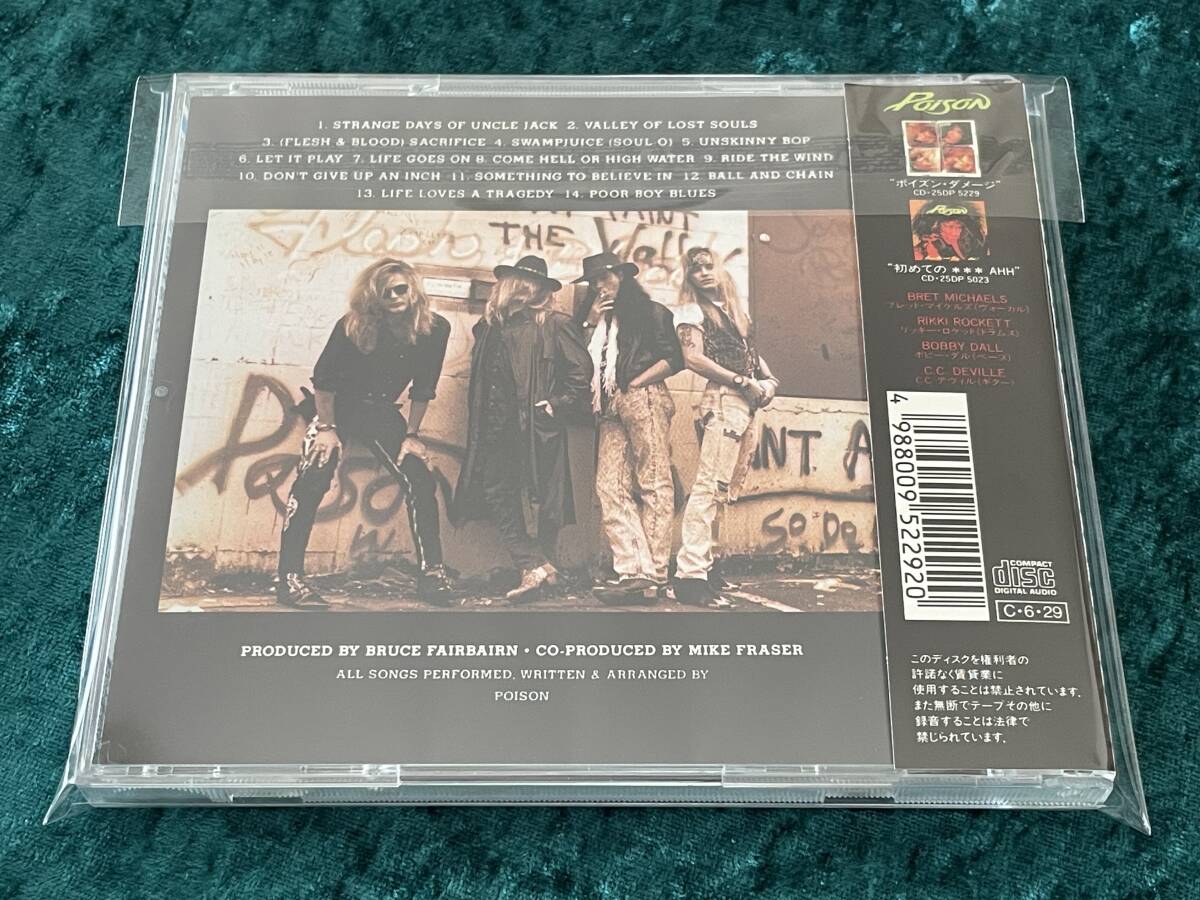 1. STRANGE DAYS OF UNCLE JACK 2. VALLEY OF LOST SOULS
3. (FLESH & BLOOD) SACRIFICE 4. SWAMPJUICE (SOUL-O) 5. UNSKINNY BOP
6. LET IT PLAY 7. LIFE GOES ON 8. COME HELL OR HIGH WATER 9. RIDE THE WIND
10. DON'T GIVE UP AN INCH 11. SOMETHING TO BELIEVE IN 12. BALL AND CHAIN
13. LIFE LOVES A TRAGEDY 14. POOR BOY BLUES
PAINT
THE Walls
Poison
AINT A
SO DO
PRODUCED BY BRUCE FAIRBAIRN • CO-PRODUCED BY MIKE FRASER
ALL SONGS PERFORMED, WRITTEN & ARRANGED BY
POISON
POISON
"ポイズン・ダメージ"
CD・25DP 5229
POISON
"初めての *** AHH"
CD・25DP 5023
BRET MICHAELS
ブレット・マイケルズ(ヴォーカル)
RIKKI ROCKETT
リッキー・ロケット(ドラムス)
BOBBY DALL
ボビー・ダル(ベース)
C.C. DEVILLE
C.C.デヴィル(ギター)
4 988009 522920
COMPACT
disc
DIGITAL AUDIO
C・6・29
このディスクを権利者の
許諾なく賃貸業に
使用することは禁止されています。
また無断でテープその他に
録音することは法律で
禁じられています。